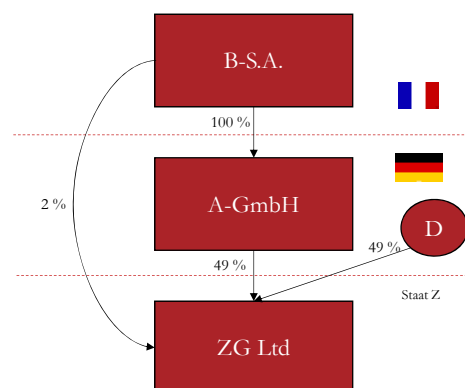 B-S.A.
100 %
2 %
A-GmbH
D
49 %
49 %
Staat Z
ZG Ltd